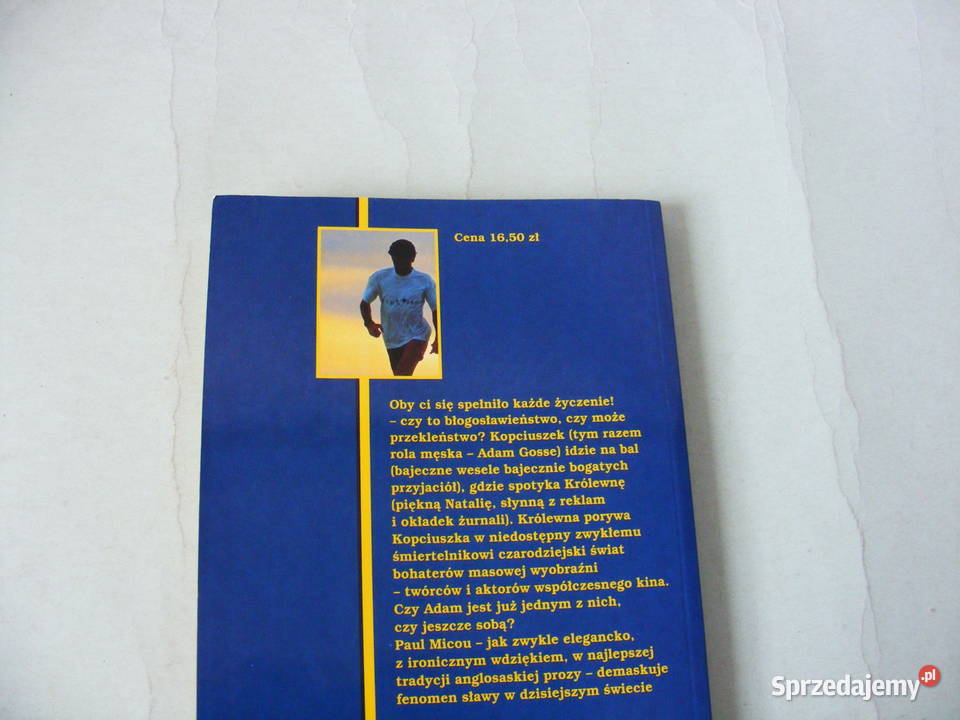 Cena 16,50 zł
Oby ci się spełniło każde życzenie!
– czy to błogosławieństwo, czy może
przekleństwo? Kopciuszek (tym razem
rola męska – Adam Gosse) idzie na bal
(bajeczne wesele bajecznie bogatych
przyjaciół), gdzie spotyka Królewnę
(piękną Natalię, słynną z reklam
i okładek żurnali). Królewna porywa
Kopciuszka w niedostępny zwykłemu
śmiertelnikowi czarodziejski świat
bohaterów masowej wyobraźni
– twórców i aktorów współczesnego kina.
Czy Adam jest już jednym z nich,
czy jeszcze sobą?
Paul Micou – jak zwykle elegancko,
z ironicznym wdziękiem, w najlepszej
tradycji anglosaskiej prozy – demaskuje
fenomen sławy w dzisiejszym świecie
Sprzedajemy.pl